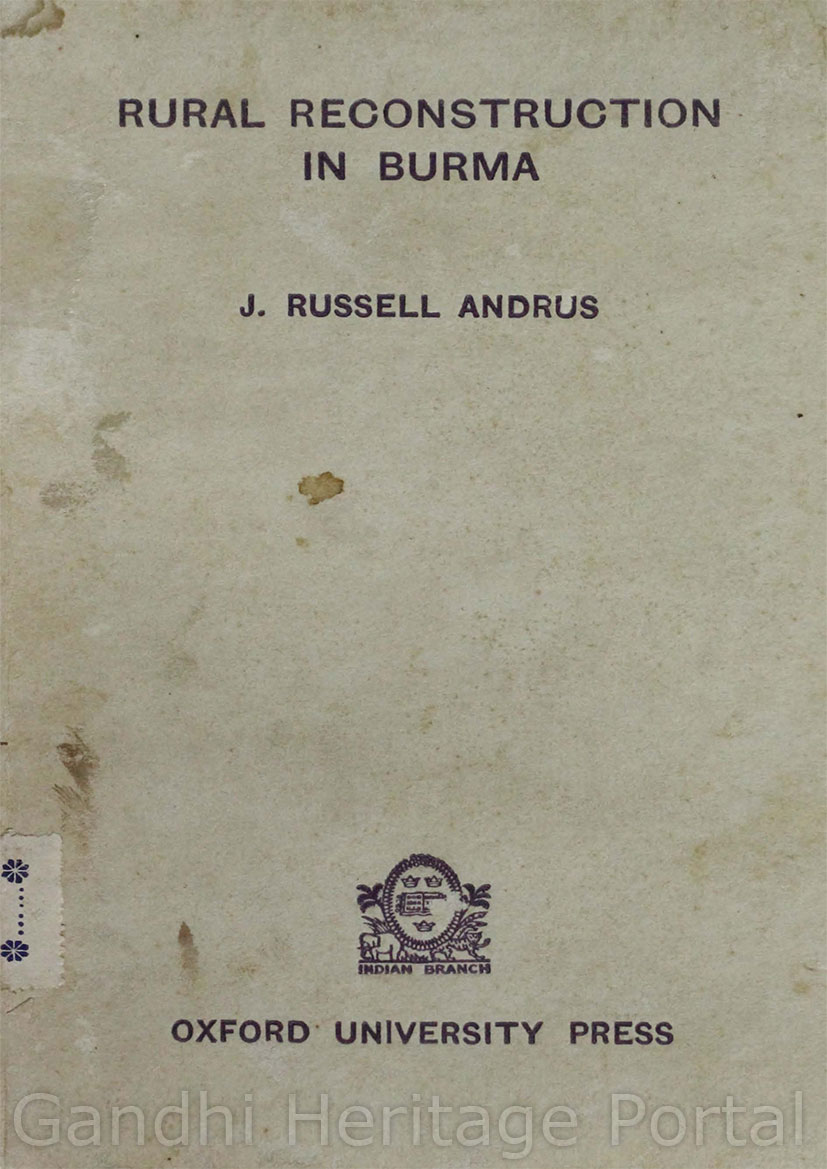 RURAL RECONSTRUCTION
IN BURMA
J. RUSSELL ANDRUS
INDIAN BRANCH
OXFORD UNIVERSITY PRESS
Gandhi Heritage Portal